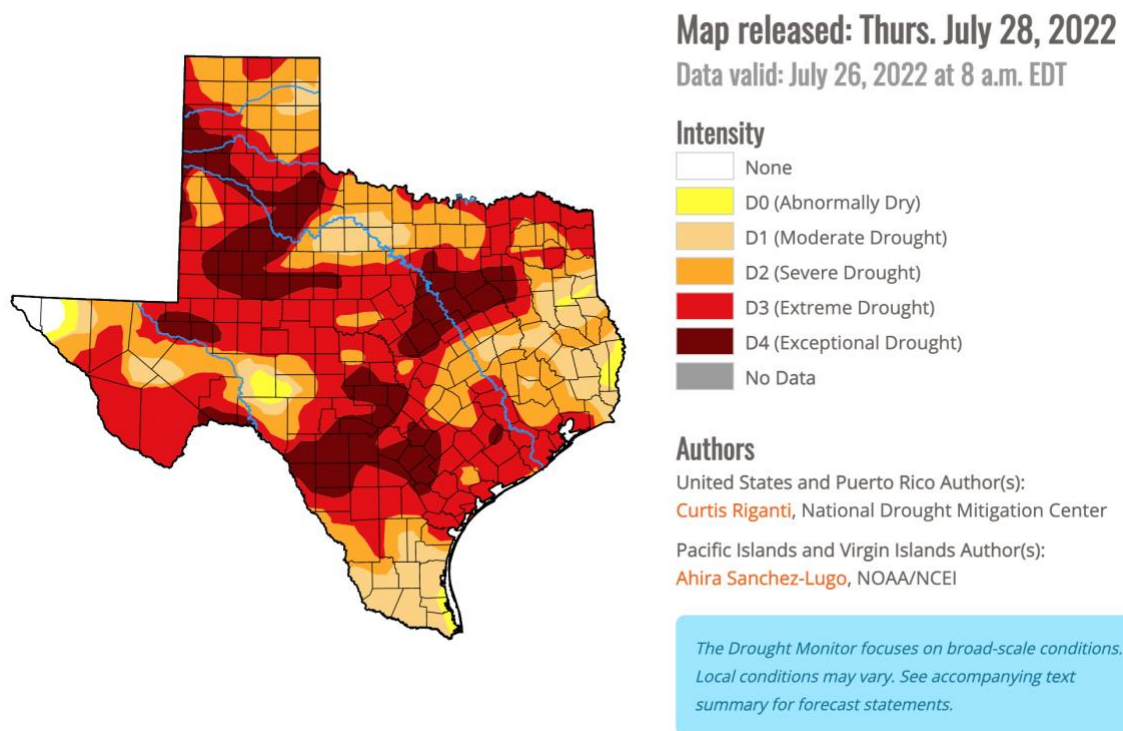 Map released: Thurs. July 28, 2022
Data valid: July 26, 2022 at 8 a.m. EDT
Intensity
None
D0 (Abnormally Dry)
D1 (Moderate Drought)
D2 (Severe Drought)
D3 (Extreme Drought)
D4 (Exceptional Drought)
No Data
Authors
United States and Puerto Rico Author(s):
Curtis Riganti, National Drought Mitigation Center
Pacific Islands and Virgin Islands Author(s):
Ahira Sanchez-Lugo, NOAA/NCEI
The Drought Monitor focuses on broad-scale conditions.
Local conditions may vary. See accompanying text
summary for forecast statements.